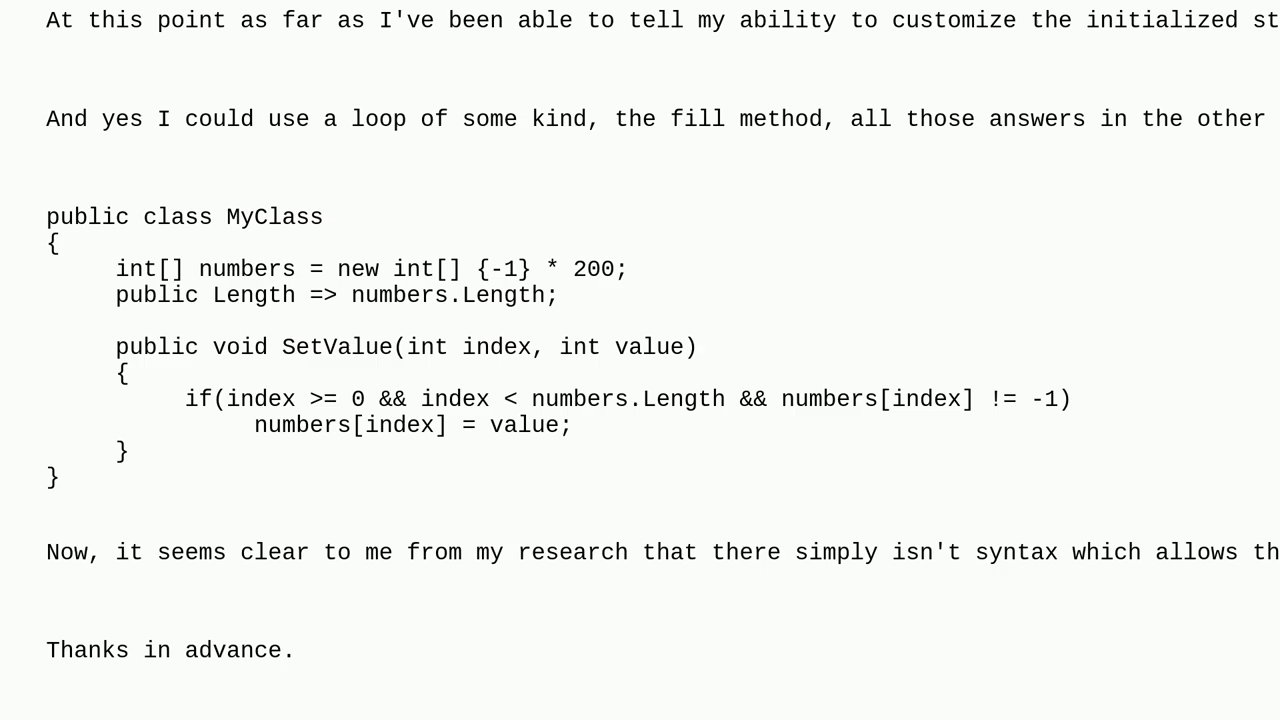 At this point as far as I've been able to tell my ability to customize the initialized st
And yes I could use a loop of some kind, the fill method, all those answers in the other
public class MyClass
{
     int[] numbers = new int[] {-1} * 200;
     public Length => numbers.Length;
     public void SetValue(int index, int value)
     {
          if(index >= 0 && index < numbers.Length && numbers[index] != -1)
               numbers[index] = value;
     }
}
Now, it seems clear to me from my research that there simply isn't syntax which allows th
Thanks in advance.